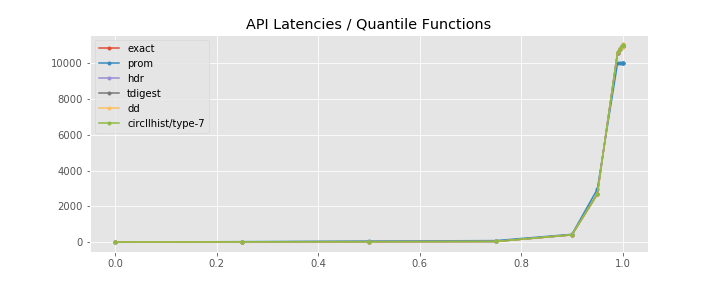 API Latencies / Quantile Functions
exact
prom
hdr
tdigest
dd
circllhist/type-7
10000
8000
6000
4000
2000
0
0.0 0.2 0.4 0.6 0.8 1.0